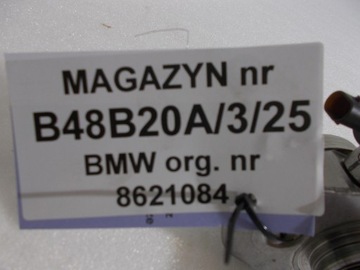 MAGAZYN nr
B48B20A/3/25
BMW org. nr
8621084